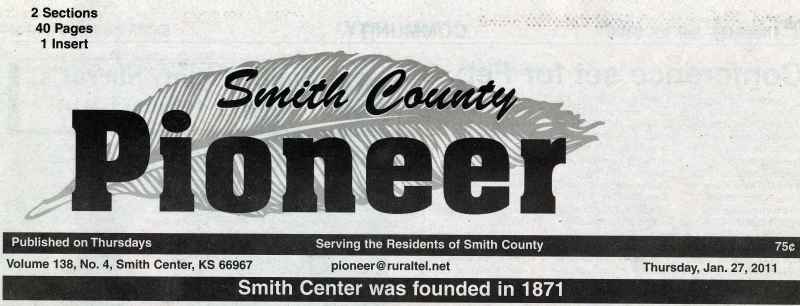 2 Sections
40 Pages
1 Insert
Smith County
Pioneer
Published on Thursdays Serving the Residents of Smith County 75¢
Volume 138, No. 4, Smith Center, KS 66967 pioneer@ruraltel.net Thursday, Jan. 27, 2011
Smith Center was founded in 1871